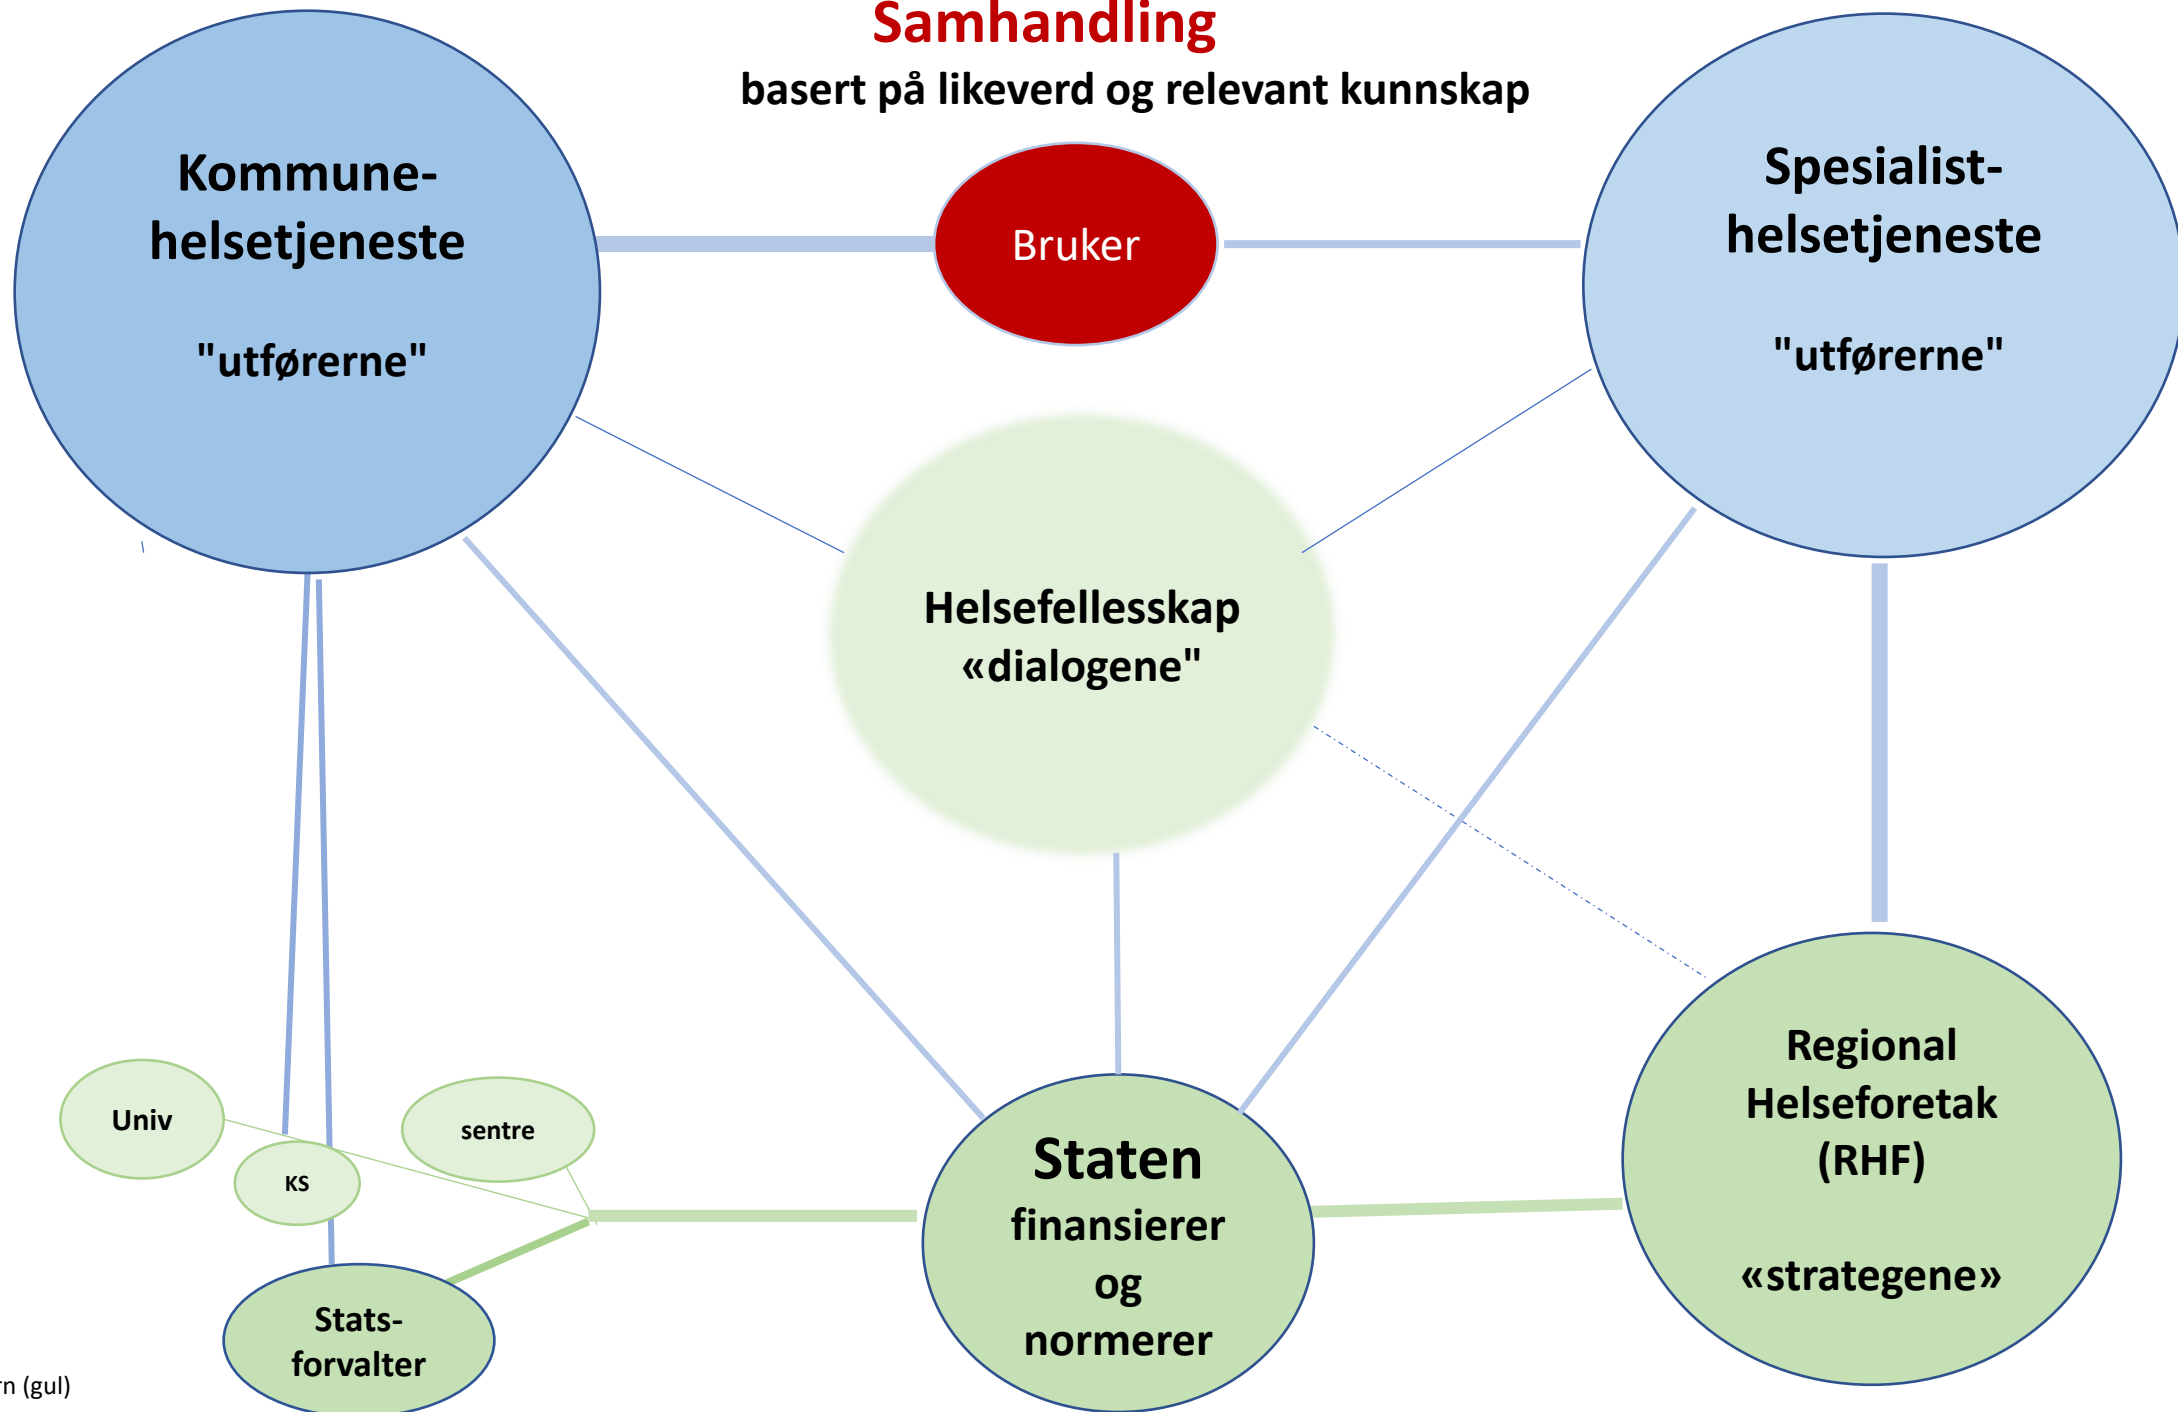 Samhandling
basert på likeverd og relevant kunnskap
Kommune-
helsetjeneste
"utførerne"
Bruker
Spesialist-
helsetjeneste
"utførerne"
Helsefellesskap
«dialogene"
Univ
KS
sentre
Stats-
forvalter
Staten
finansierer
og
normerer
Regional
Helseforetak
(RHF)
«strategene»
(gul)